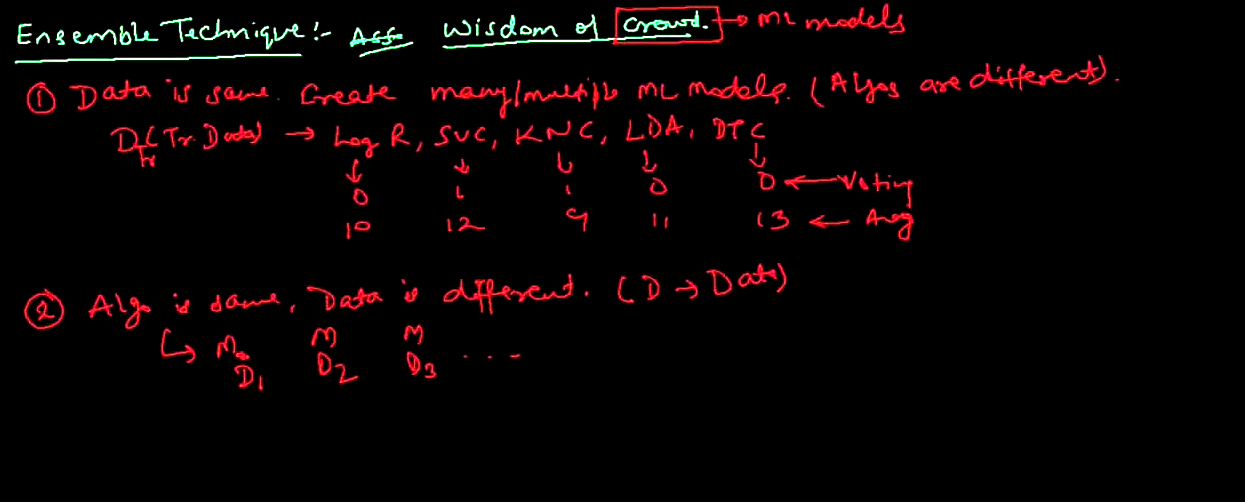 Ensemble Technique:- Wisdom of Crowd. → ML models
① Data is same. Create many/multiple ML models. (Algos are different).
Dtr (Tr. Data) → Log R, SVC, KNC, LDA, DTC
0 1 1 0 0 ← Voting
10 12 9 11 13 ← Avg
② Algo is same, Data is different. (D → Data)
↳ M M M
D1 D2 D3 ....